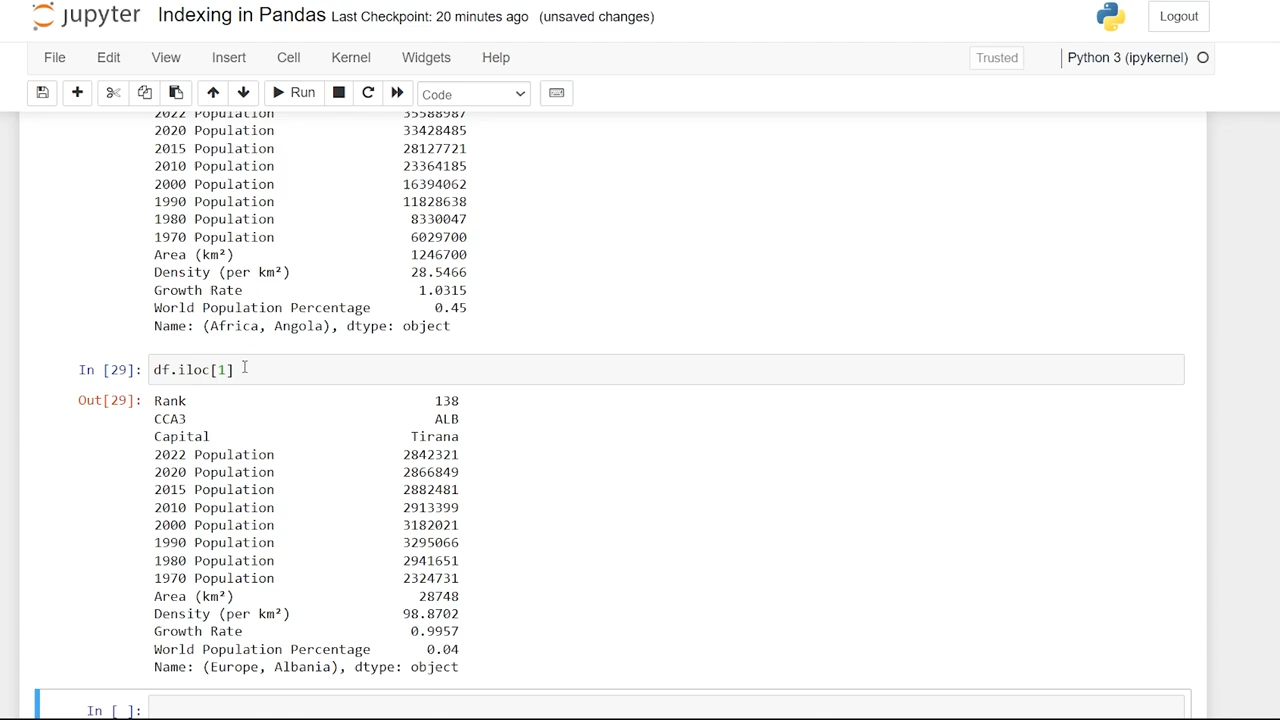 jupyter Indexing in Pandas Last Checkpoint: 20 minutes ago (unsaved changes) Logout
File Edit View Insert Cell Kernel Widgets Help Trusted Python 3 (ipykernel)
Run Code
2022 Population 35588987
2020 Population 33428485
2015 Population 28127721
2010 Population 23364185
2000 Population 16394062
1990 Population 11828638
1980 Population 8330047
1970 Population 6029700
Area (km²) 1246700
Density (per km²) 28.5466
Growth Rate 1.0315
World Population Percentage 0.45
Name: (Africa, Angola), dtype: object
In [29]: df.iloc[1]
Out[29]: Rank 138
CCA3 ALB
Capital Tirana
2022 Population 2842321
2020 Population 2866849
2015 Population 2882481
2010 Population 2913399
2000 Population 3182021
1990 Population 3295066
1980 Population 2941651
1970 Population 2324731
Area (km²) 28748
Density (per km²) 98.8702
Growth Rate 0.9957
World Population Percentage 0.04
Name: (Europe, Albania), dtype: object
In [ ]: